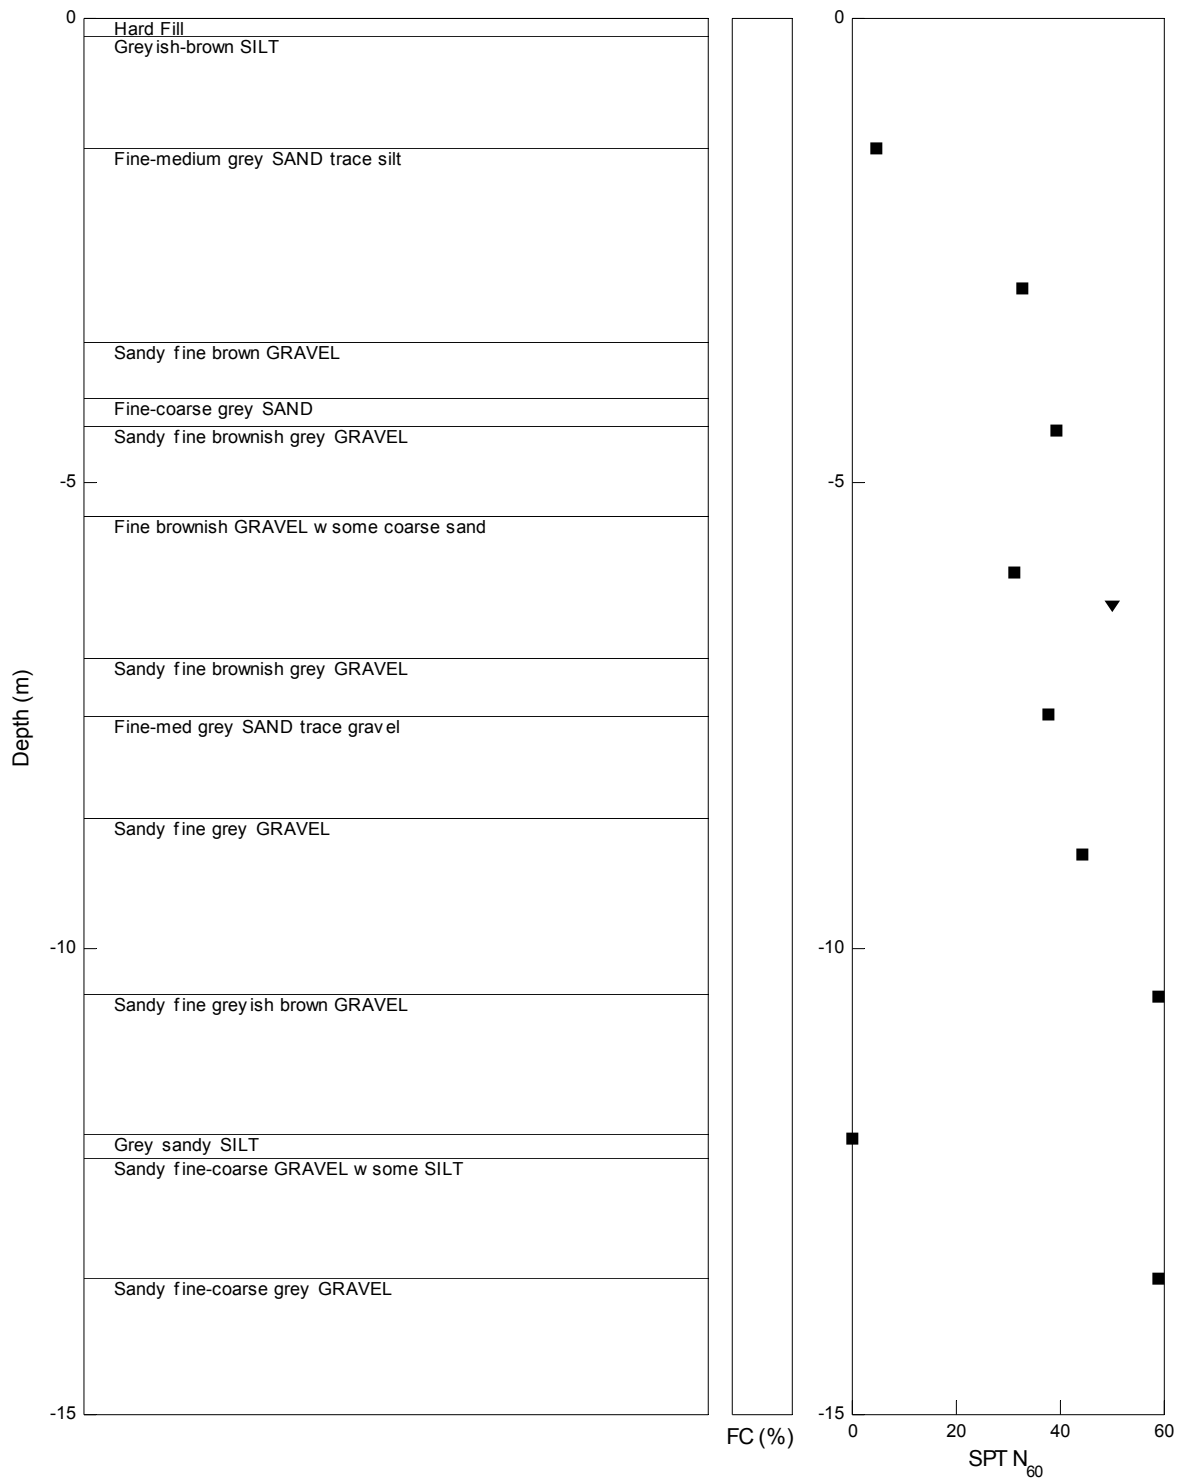 0
Hard Fill
Greyish-brown SILT
Fine-medium grey SAND trace silt
Sandy fine brown GRAVEL
Fine-coarse grey SAND
Sandy fine brownish grey GRAVEL
-5
Fine brownish GRAVEL w some coarse sand
Sandy fine brownish grey GRAVEL
Fine-med grey SAND trace gravel
Sandy fine grey GRAVEL
-10
Sandy fine greyish brown GRAVEL
Grey sandy SILT
Sandy fine-coarse GRAVEL w some SILT
Sandy fine-coarse grey GRAVEL
-15
Depth (m)
FC (%)
0
-5
-10
-15
0 20 40 60
SPT N60